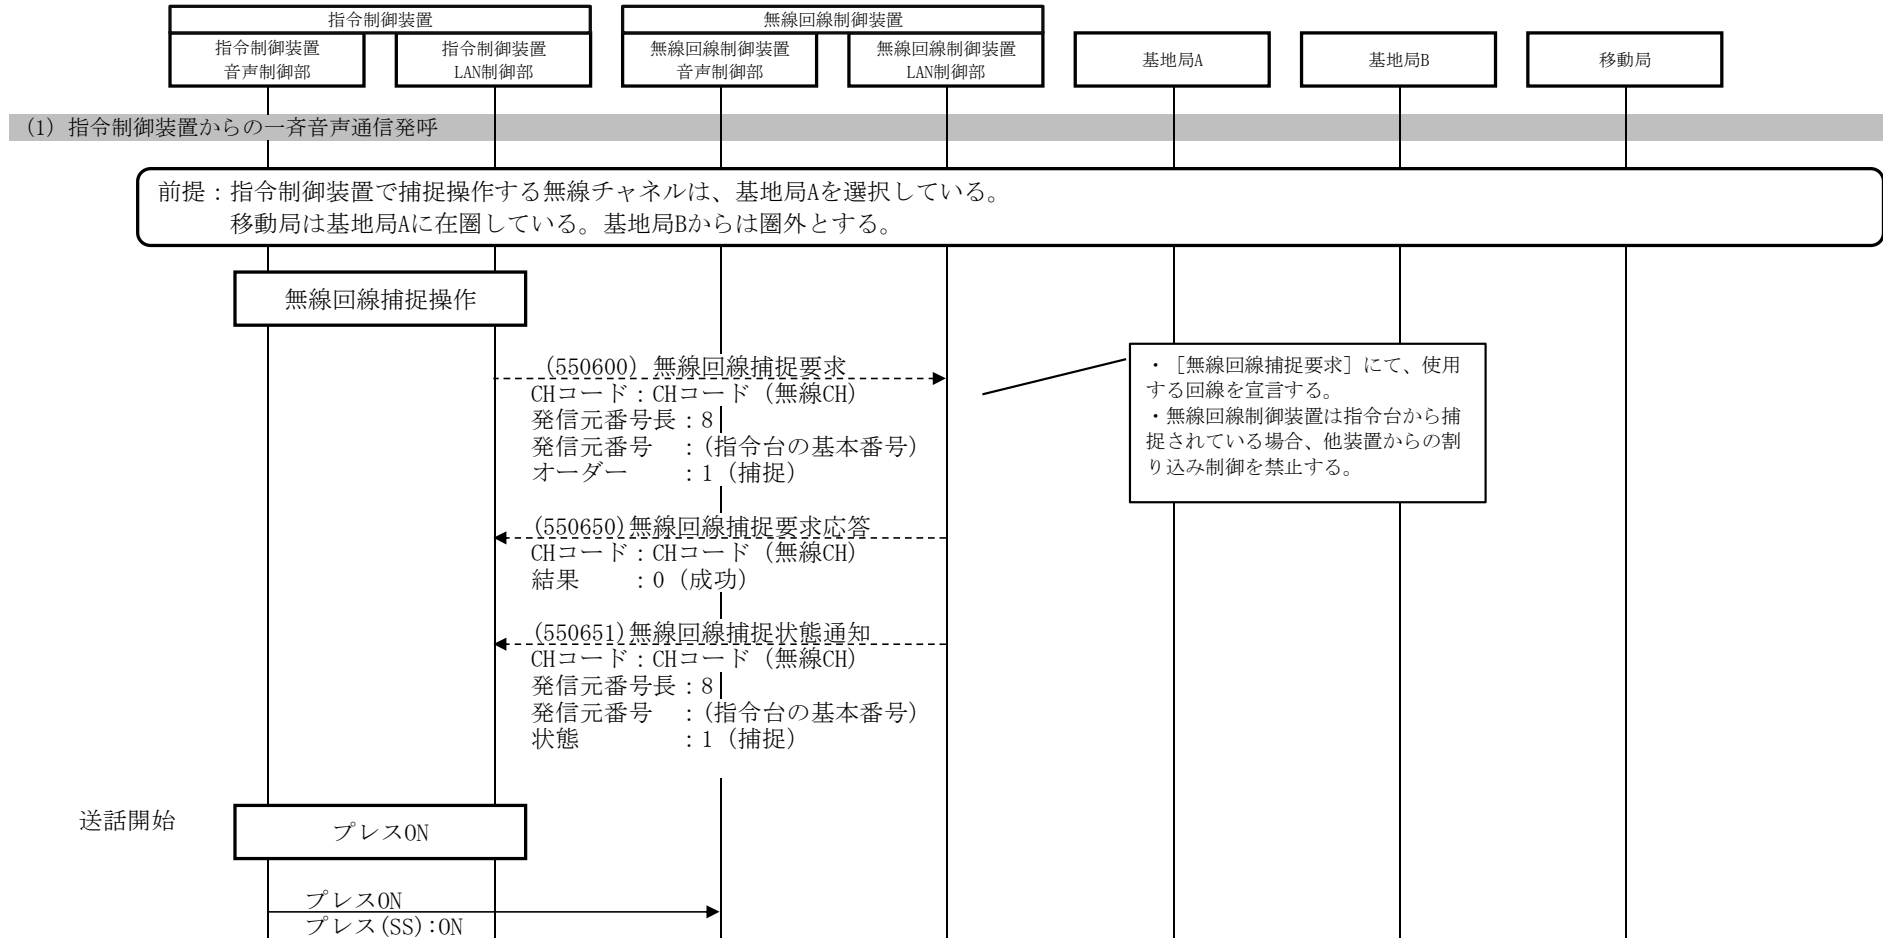 指令制御装置
無線回線制御装置
指令制御装置
音声制御部
指令制御装置
LAN制御部
無線回線制御装置
音声制御部
無線回線制御装置
LAN制御部
基地局A
基地局B
移動局
(1) 指令制御装置からの一斉音声通信発呼
前提：指令制御装置で捕捉操作する無線チャネルは、基地局Aを選択している。
移動局は基地局Aに在圏している。基地局Bからは圏外とする。
無線回線捕捉操作
(550600) 無線回線捕捉要求
CHコード：CHコード（無線CH）
発信元番号長：8
発信元番号　：(指令台の基本番号)
オーダー　　：1（捕捉）
・［無線回線捕捉要求］にて、使用
する回線を宣言する。
・無線回線制御装置は指令台から捕
捉されている場合、他装置からの割
り込み制御を禁止する。
(550650)無線回線捕捉要求応答
CHコード：CHコード（無線CH）
結果　　：0（成功）
(550651)無線回線捕捉状態通知
CHコード：CHコード（無線CH）
発信元番号長：8
発信元番号　：(指令台の基本番号)
状態　　　　：1（捕捉）
送話開始
プレスON
プレスON
プレス(SS)：ON